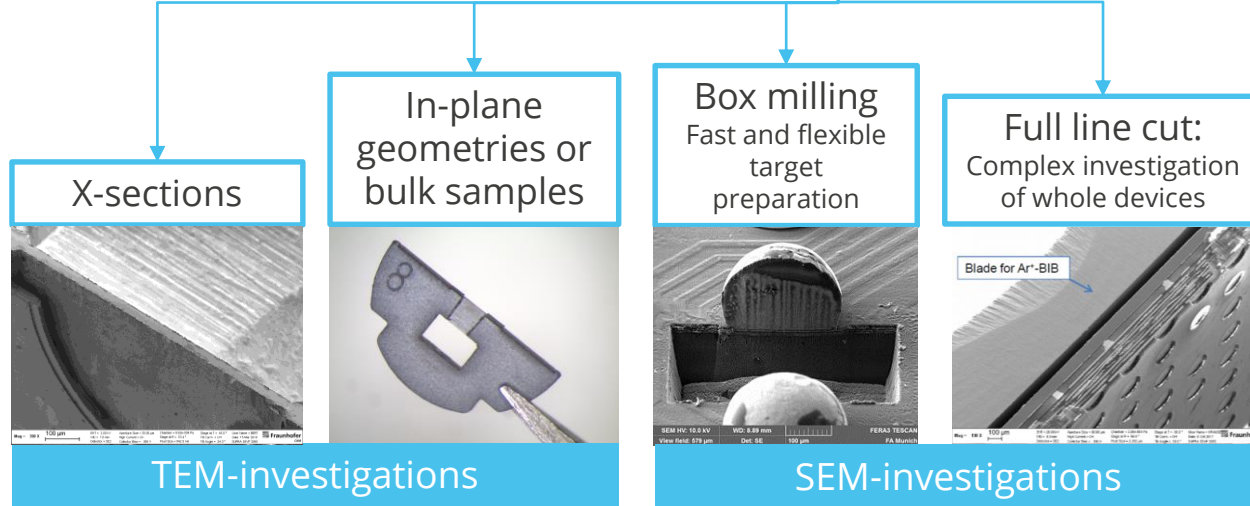 X-sections
In-plane
geometries or
bulk samples
Box milling
Fast and flexible
target
preparation
Full line cut:
Complex investigation
of whole devices
8
Blade for Ar⁺-BIB
100 µm
Fraunhofer
SEM HV: 10.0 kV
WD: 8.89 mm
FERA3 TESCAN
View field: 579 µm
Det: SE
100 µm
FA Munich
100 µm
TEM-investigations
SEM-investigations